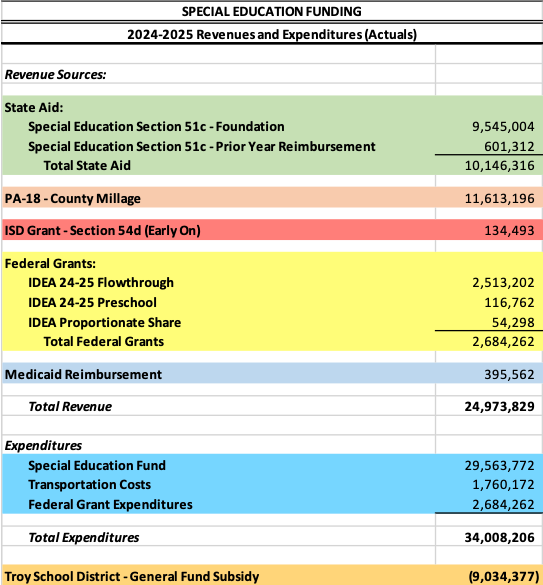 SPECIAL EDUCATION FUNDING
2024-2025 Revenues and Expenditures (Actuals)
Revenue Sources:
State Aid:
Special Education Section 51c - Foundation 9,545,004
Special Education Section 51c - Prior Year Reimbursement 601,312
Total State Aid 10,146,316
PA-18 - County Millage 11,613,196
ISD Grant - Section 54d (Early On) 134,493
Federal Grants:
IDEA 24-25 Flowthrough 2,513,202
IDEA 24-25 Preschool 116,762
IDEA Proportionate Share 54,298
Total Federal Grants 2,684,262
Medicaid Reimbursement 395,562
Total Revenue 24,973,829
Expenditures
Special Education Fund 29,563,772
Transportation Costs 1,760,172
Federal Grant Expenditures 2,684,262
Total Expenditures 34,008,206
Troy School District - General Fund Subsidy (9,034,377)